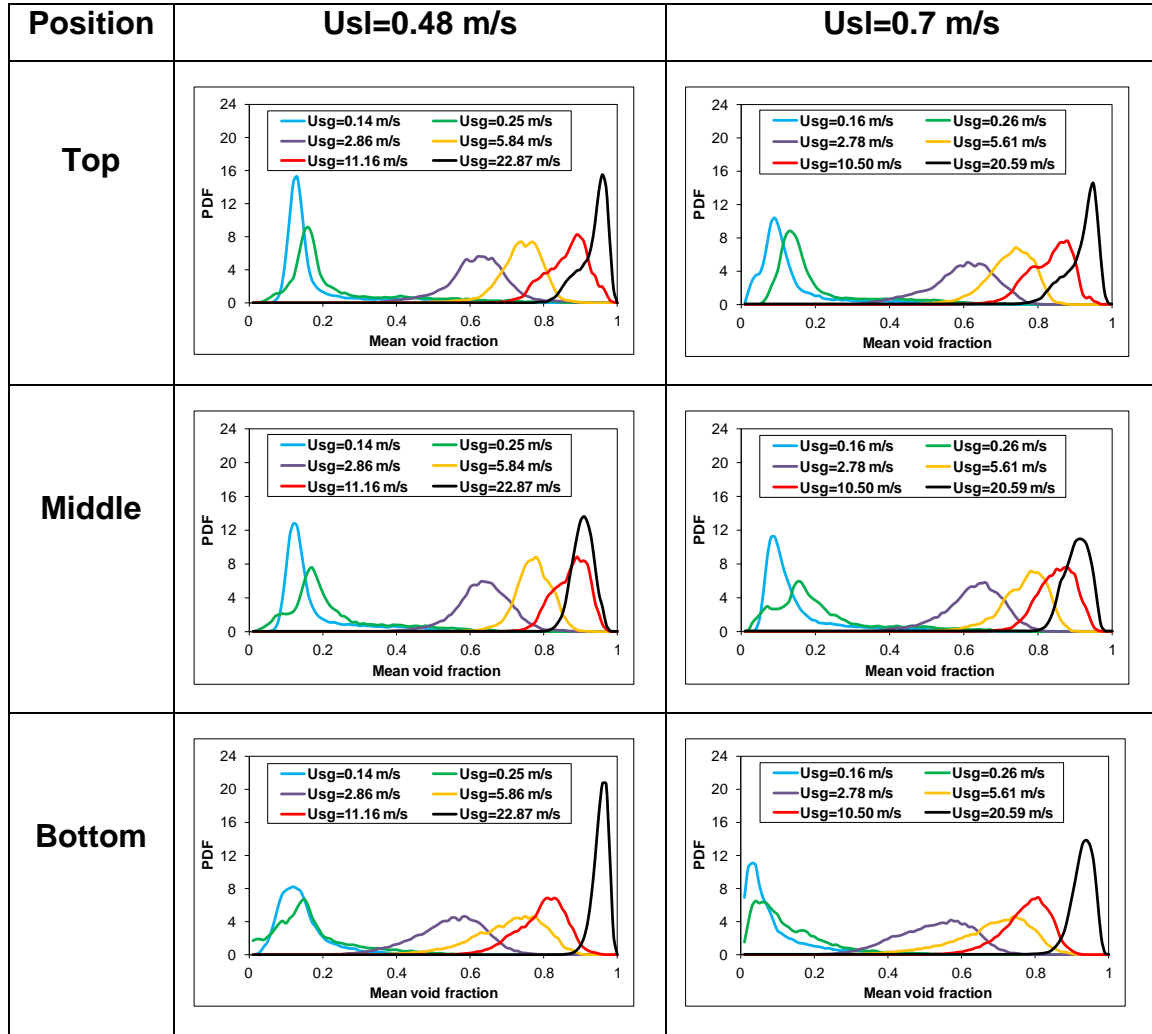 Position Usl=0.48 m/s Usl=0.7 m/s
Top
24
20
16
12
8
4
0
PDF
Usg=0.14 m/s Usg=0.25 m/s
Usg=2.86 m/s Usg=5.84 m/s
Usg=11.16 m/s Usg=22.87 m/s
0 0.2 0.4 0.6 0.8 1
Mean void fraction
24
20
16
12
8
4
0
PDF
Usg=0.16 m/s Usg=0.26 m/s
Usg=2.78 m/s Usg=5.61 m/s
Usg=10.50 m/s Usg=20.59 m/s
0 0.2 0.4 0.6 0.8 1
Mean void fraction
Middle
24
20
16
12
8
4
0
PDF
Usg=0.14 m/s Usg=0.25 m/s
Usg=2.86 m/s Usg=5.84 m/s
Usg=11.16 m/s Usg=22.87 m/s
0 0.2 0.4 0.6 0.8 1
Mean void fraction
24
20
16
12
8
4
0
PDF
Usg=0.16 m/s Usg=0.26 m/s
Usg=2.78 m/s Usg=5.61 m/s
Usg=10.50 m/s Usg=20.59 m/s
0 0.2 0.4 0.6 0.8 1
Mean void fraction
Bottom
24
20
16
12
8
4
0
PDF
Usg=0.14 m/s Usg=0.25 m/s
Usg=2.86 m/s Usg=5.86 m/s
Usg=11.16 m/s Usg=22.87 m/s
0 0.2 0.4 0.6 0.8 1
Mean void fraction
24
20
16
12
8
4
0
PDF
Usg=0.16 m/s Usg=0.26 m/s
Usg=2.78 m/s Usg=5.61 m/s
Usg=10.50 m/s Usg=20.59 m/s
0 0.2 0.4 0.6 0.8 1
Mean void fraction